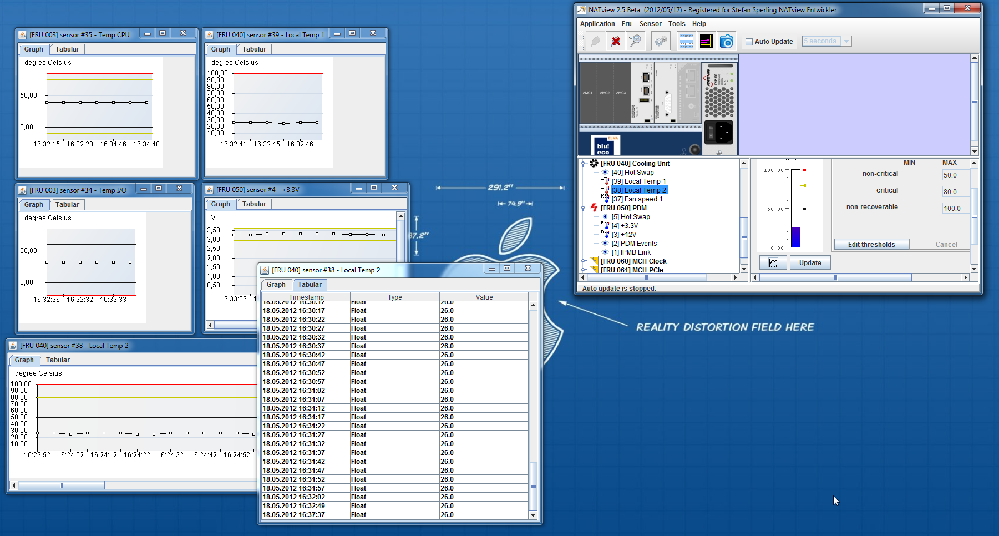 [FRU 003] sensor #35 - Temp CPU
Graph Tabular
degree Celsius
50,00
0,00
16:32:15 16:32:23 16:34:46 16:34:48
[FRU 040] sensor #39 - Local Temp 1
Graph Tabular
degree Celsius
100,00
90,00
80,00
70,00
60,00
50,00
40,00
30,00
20,00
10,00
16:32:41 16:32:45 16:32:46
[FRU 003] sensor #34 - Temp I/O
Graph Tabular
degree Celsius
50,00
0,00
16:32:26 16:32:32 16:32:33
[FRU 050] sensor #4 - +3.3V
Graph Tabular
V
3,50
3,00
2,50
2,00
1,50
1,00
0,50
16:33:06
[FRU 040] sensor #38 - Local Temp 2
Graph Tabular
degree Celsius
100,00
90,00
80,00
70,00
60,00
50,00
40,00
30,00
20,00
10,00
16:23:52 16:24:02 16:24:12 16:24:22 16:24:32 16:24:42 16:24:52
[FRU 040] sensor #38 - Local Temp 2
Graph Tabular
Timestamp Type Value
18.05.2012 16:30:12 Float 26.0
18.05.2012 16:30:17 Float 26.0
18.05.2012 16:30:22 Float 26.0
18.05.2012 16:30:27 Float 26.0
18.05.2012 16:30:32 Float 26.0
18.05.2012 16:30:37 Float 26.0
18.05.2012 16:30:42 Float 26.0
18.05.2012 16:30:47 Float 26.0
18.05.2012 16:30:52 Float 26.0
18.05.2012 16:30:57 Float 26.0
18.05.2012 16:31:02 Float 26.0
18.05.2012 16:31:07 Float 26.0
18.05.2012 16:31:12 Float 26.0
18.05.2012 16:31:17 Float 26.0
18.05.2012 16:31:22 Float 26.0
18.05.2012 16:31:27 Float 26.0
18.05.2012 16:31:32 Float 26.0
18.05.2012 16:31:37 Float 26.0
18.05.2012 16:31:42 Float 26.0
18.05.2012 16:31:47 Float 26.0
18.05.2012 16:31:52 Float 26.0
18.05.2012 16:31:57 Float 26.0
18.05.2012 16:32:02 Float 26.0
18.05.2012 16:32:49 Float 26.0
18.05.2012 16:37:37 Float 26.0
291.2"
74.9"
37.2"
REALITY DISTORTION FIELD HERE
NATview 2.5 Beta (2012/05/17) - Registered for Stefan Sperling NATview Entwickler
Application Fru Sensor Tools Help
Auto Update 5 seconds
AMC1 AMC2 AMC3
ELMA
blu!
eco
[FRU 040] Cooling Unit
[40] Hot Swap
[39] Local Temp 1
[38] Local Temp 2
[37] Fan speed 1
[FRU 050] PDM
[5] Hot Swap
[4] +3.3V
[3] +12V
[2] PDM Events
[1] IPMB Link
[FRU 060] MCH-Clock
[FRU 061] MCH-PCIe
100,00
50,00
0,00
MIN MAX
non-critical 50.0
critical 80.0
non-recoverable 100.0
Edit thresholds Cancel
Update
Auto update is stopped.